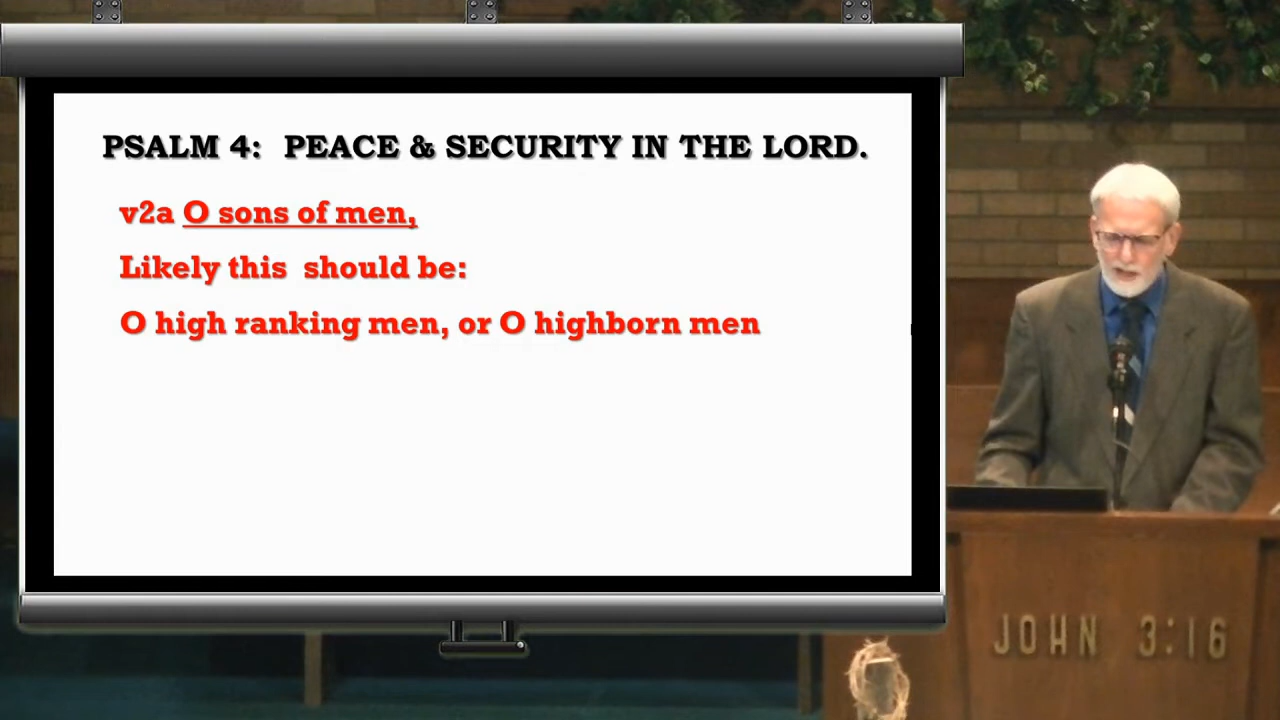 PSALM 4: PEACE & SECURITY IN THE LORD.
v2a O sons of men,
Likely this should be:
O high ranking men, or O highborn men
JOHN 3:16